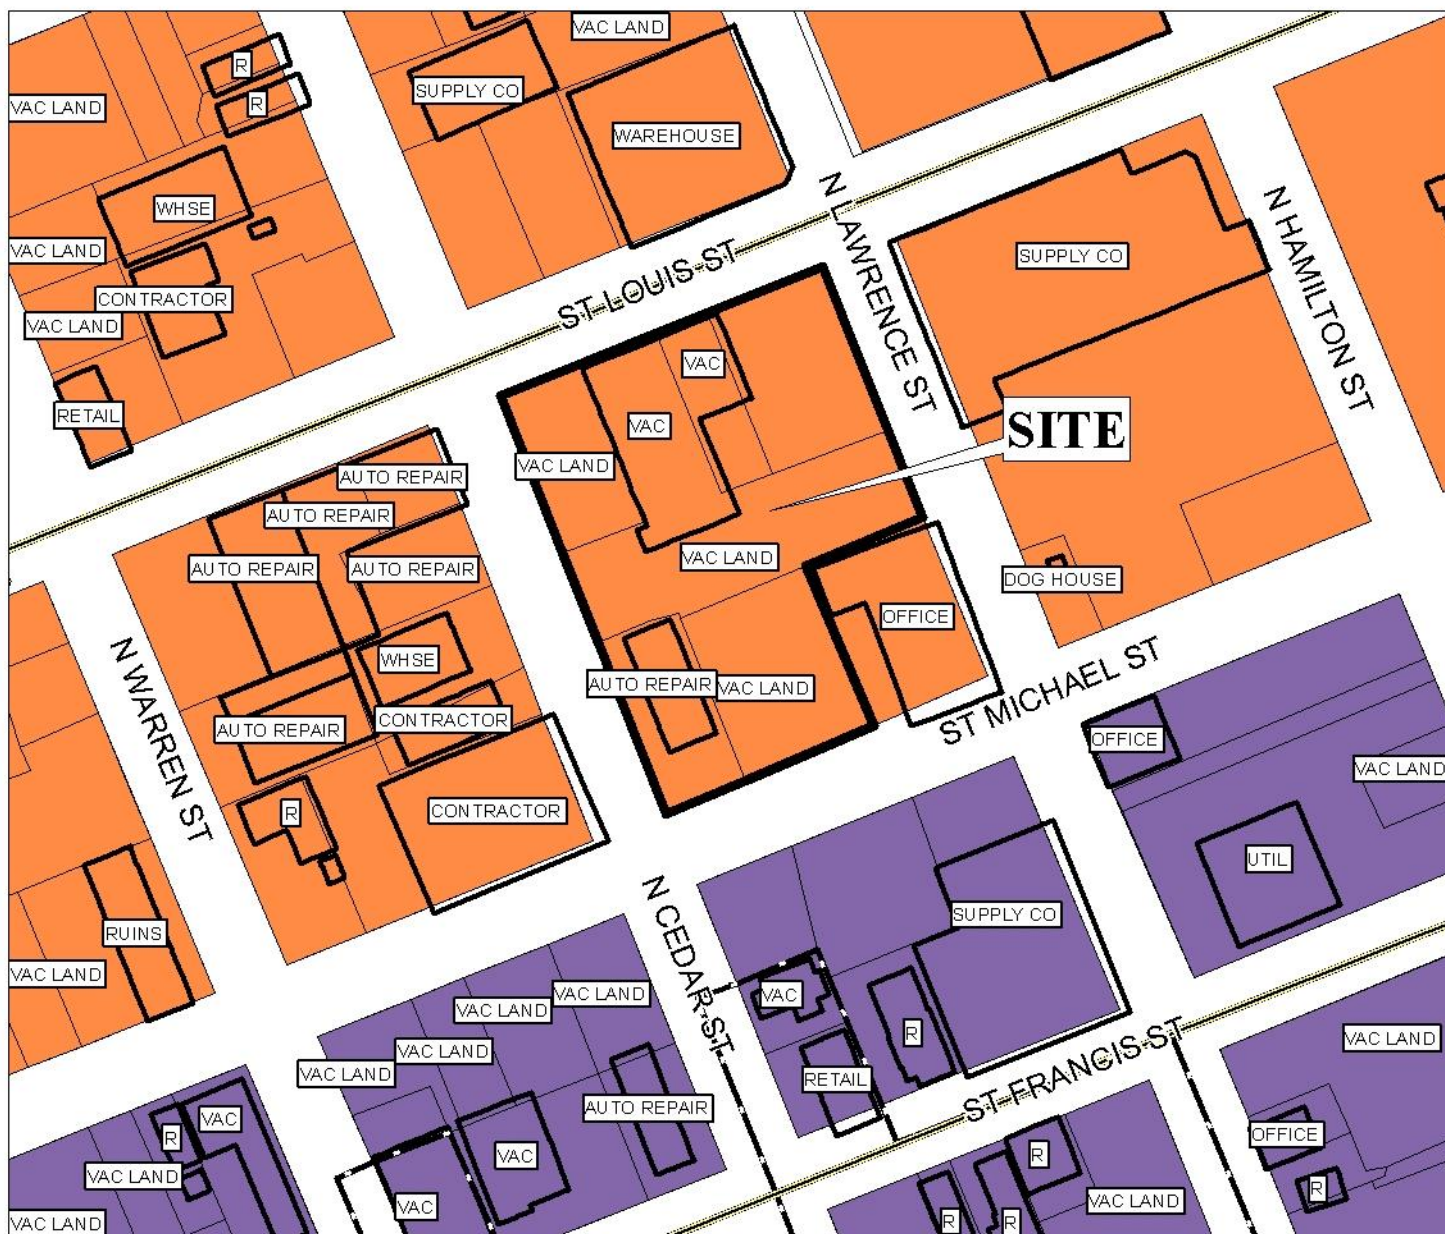 VAC LAND
R
SUPPLY CO
R
VAC LAND
WAREHOUSE
WHSE
N LAWRENCE ST
N HAMILTON ST
VAC LAND
SUPPLY CO
ST LOUIS ST
CONTRACTOR
VAC LAND
VAC
RETAIL
VAC
SITE
VAC LAND
AUTO REPAIR
AUTO REPAIR
AUTO REPAIR
AUTO REPAIR
VAC LAND
DOG HOUSE
OFFICE
N WARREN ST
WHSE
AUTO REPAIR
VAC LAND
ST MICHAEL ST
CONTRACTOR
AUTO REPAIR
OFFICE
VAC LAND
R
CONTRACTOR
UTIL
SUPPLY CO
RUINS
N CEDAR ST
VAC LAND
VAC LAND
VAC
VAC LAND
R
VAC LAND
ST FRANCIS ST
VAC LAND
VAC LAND
RETAIL
AUTO REPAIR
VAC
R
OFFICE
VAC
R
VAC LAND
R
VAC LAND
VAC
R
R
VAC LAND